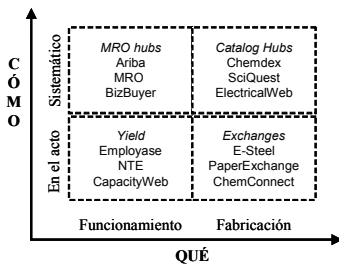 CÓMO
Sistemático
MRO hubs
Ariba
MRO
BizBuyer
Catalog Hubs
Chemdex
SciQuest
ElectricalWeb
En el acto
Yield
Employase
NTE
CapacityWeb
Exchanges
E-Steel
PaperExchange
ChemConnect
Funcionamiento Fabricación
QUÉ